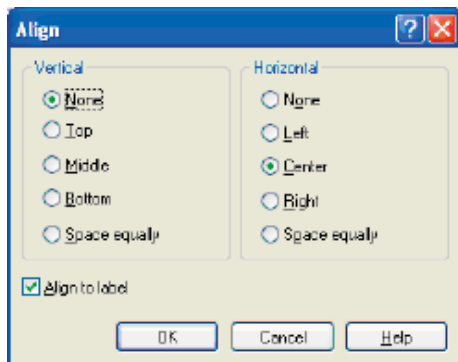 Align
Vertical
None
Top
Middle
Bottom
Space equally
Horizontal
None
Left
Center
Right
Space equally
Align to label
OK
Cancel
Help